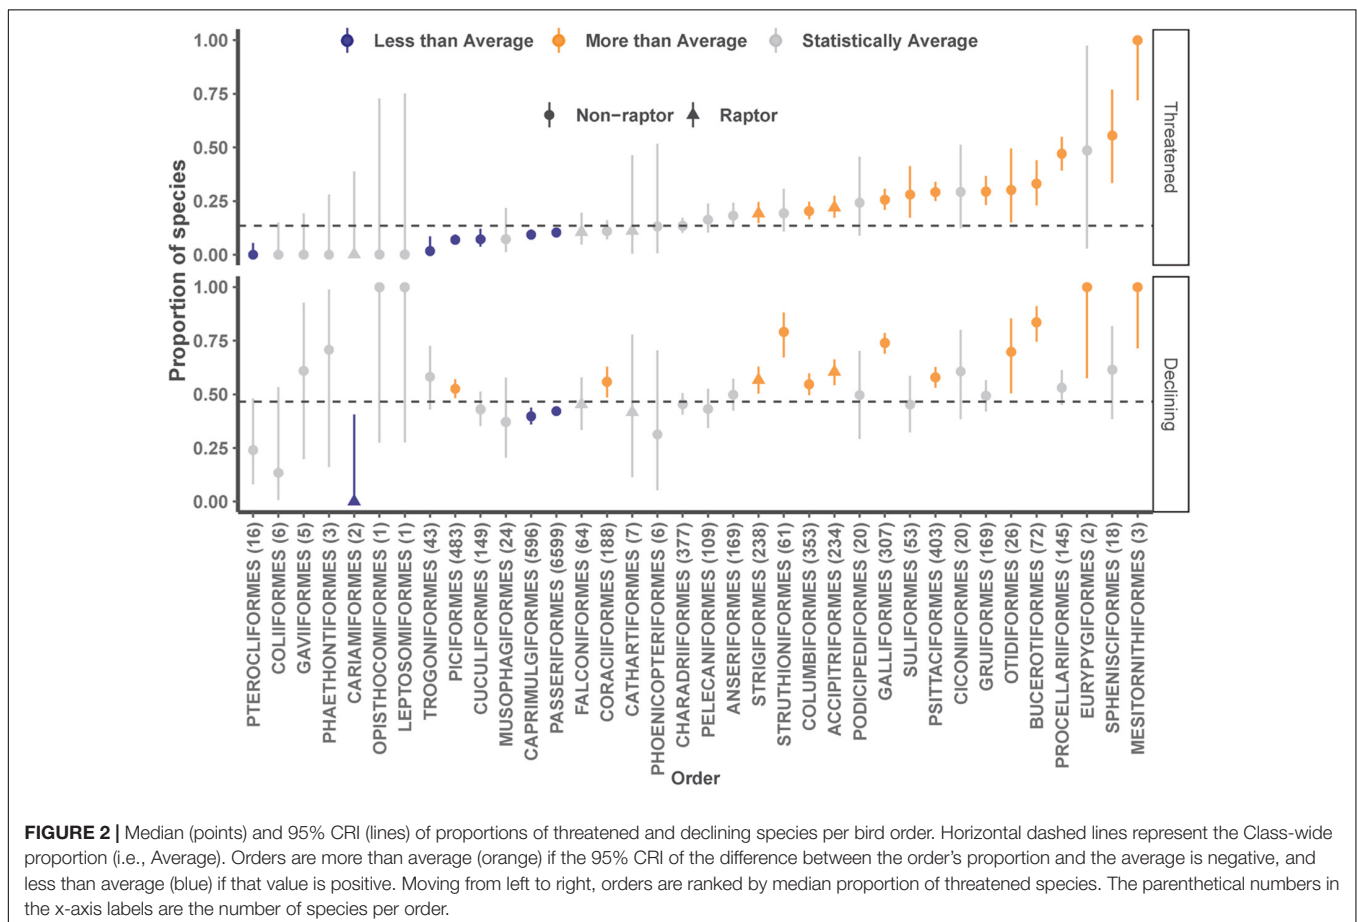 Less than Average More than Average Statistically Average
Non−raptor Raptor
Proportion of species
1.00
0.75
0.50
0.25
0.00
Threatened
1.00
0.75
0.50
0.25
0.00
Declining
PTEROCLIFORMES (16)
COLIIFORMES (6)
GAVIIFORMES (5)
PHAETHONTIFORMES (3)
CARIAMIFORMES (2)
OPISTHOCOMIFORMES (1)
LEPTOSOMIFORMES (1)
TROGONIFORMES (43)
PICIFORMES (483)
CUCULIFORMES (149)
MUSOPHAGIFORMES (24)
CAPRIMULGIFORMES (596)
PASSERIFORMES (6599)
FALCONIFORMES (64)
CORACIIFORMES (188)
CATHARTIFORMES (7)
PHOENICOPTERIFORMES (6)
CHARADRIIFORMES (377)
PELECANIFORMES (109)
ANSERIFORMES (169)
STRIGIFORMES (238)
STRUTHIONIFORMES (61)
COLUMBIFORMES (353)
ACCIPITRIFORMES (234)
PODICIPEDIFORMES (20)
GALLIFORMES (307)
SULIFORMES (53)
PSITTACIFORMES (403)
CICONIIFORMES (20)
GRUIFORMES (169)
OTIDIFORMES (26)
BUCEROTIFORMES (72)
PROCELLARIIFORMES (145)
EURYPYGIFORMES (2)
SPHENISCIFORMES (18)
MESITORNITHIFORMES (3)
Order
FIGURE 2 | Median (points) and 95% CRI (lines) of proportions of threatened and declining species per bird order. Horizontal dashed lines represent the Class-wide
proportion (i.e., Average). Orders are more than average (orange) if the 95% CRI of the difference between the order's proportion and the average is negative, and
less than average (blue) if that value is positive. Moving from left to right, orders are ranked by median proportion of threatened species. The parenthetical numbers in
the x-axis labels are the number of species per order.